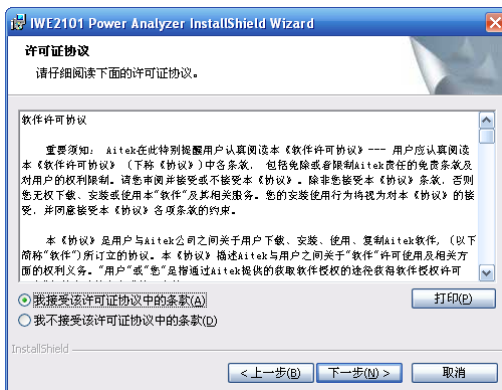 IWE2101 Power Analyzer InstallShield Wizard
许可证协议
请仔细阅读下面的许可证协议。
软件许可协议
重要须知： Aitek在此特别提醒用户认真阅读本《软件许可协议》--- 用户应认真阅读
本《软件许可协议》（下称《协议》）中各条款， 包括免除或者限制Aitek责任的免责条款及
对用户的权利限制。请您审阅并接受或不接受本《协议》。除非您接受本《协议》条款，否则
您无权下载、安装或使用本"软件"及其相关服务。您的安装使用行为将视为对本《协议》的接
受，并同意接受本《协议》各项条款的约束。
本《协议》是用户与Aitek公司之间关于用户下载、安装、使用、复制Aitek软件，（以下
简称"软件"）所订立的协议。本《协议》描述Aitek与用户之间关于"软件"许可使用及相关方
面的权利义务。"用户"或"您"是指通过Aitek提供的获取软件授权的途径获得软件授权许可
我接受该许可证协议中的条款(A)
打印(P)
我不接受该许可证协议中的条款(D)
InstallShield
< 上一步(B)
下一步(N) >
取消